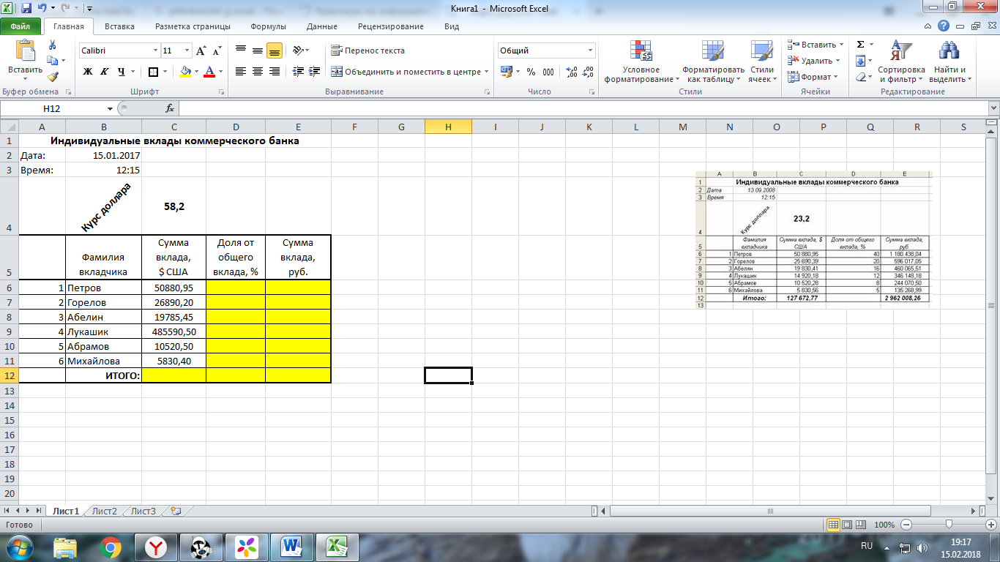 Книга1 - Microsoft Excel
Файл Главная Вставка Разметка страницы Формулы Данные Рецензирование Вид
Вставить
Calibri 11
Ж К Ч
Перенос текста
Объединить и поместить в центре
Общий
% 000
Условное форматирование
Форматировать как таблицу
Стили ячеек
Вставить
Удалить
Формат
Σ
Сортировка и фильтр
Найти и выделить
Буфер обмена Шрифт Выравнивание Число Стили Ячейки Редактирование
H12 fx
A B C D E F G H I J K L M N O P Q R S
1 Индивидуальные вклады коммерческого банка
2 Дата: 15.01.2017
3 Время: 12:15
4 Курс доллара 58,2
5 Фамилия вкладчика Сумма вклада, $ США Доля от общего вклада, % Сумма вклада, руб.
6 1 Петров 50880,95
7 2 Горелов 26890,20
8 3 Абелин 19785,45
9 4 Лукашик 485590,50
10 5 Абрамов 10520,50
11 6 Михайлова 5830,40
12 ИТОГО:
13
14
15
16
17
18
19
20
A B C D E
1 Индивидуальные вклады коммерческого банка
2 Дата 13.09.2008
3 Время 12:15
4 Курс доллара 23,2
5 Фамилия вкладчика Сумма вклада, $ США Доля от общего вклада, % Сумма вклада, руб.
6 1 Петров 50 880,95 40 1 180 438,04
7 2 Горелов 25 690,39 20 596 017,05
8 3 Абелян 19 830,41 16 460 065,51
9 4 Лукашик 14 920,18 12 346 148,18
10 5 Абрамов 10 520,28 8 244 070,50
11 6 Михайлова 5 830,56 5 135 268,99
12 Итого: 127 672,77 2 962 008,26
13
Лист1 Лист2 Лист3
Готово 100%
RU 19:17
15.02.2018